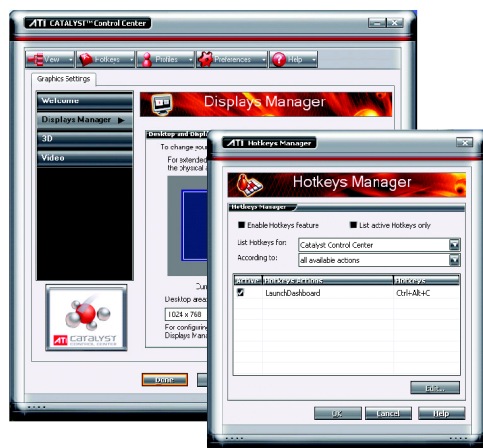 ATI CATALYST™ Control Center
View
Hotkeys
Profiles
Preferences
Help
Graphics Settings
Welcome
Displays Manager
3D
Video
Displays Manager
Desktop and Displ
To change your
For extended
the physical a
Desktop area:
1024 x 768
For configuring
Displays Mana
ATI CATALYST
CONTROL CENTER
Done
ATI Hotkeys Manager
Hotkeys Manager
Hotkeys Manager
Enable Hotkeys feature
List active Hotkeys only
List Hotkeys for:
Catalyst Control Center
According to:
all available actions
Active
Hotkeys Actions
Hotkeys
LaunchDashboard
Ctrl+Alt+C
Edit...
OK
Cancel
Help